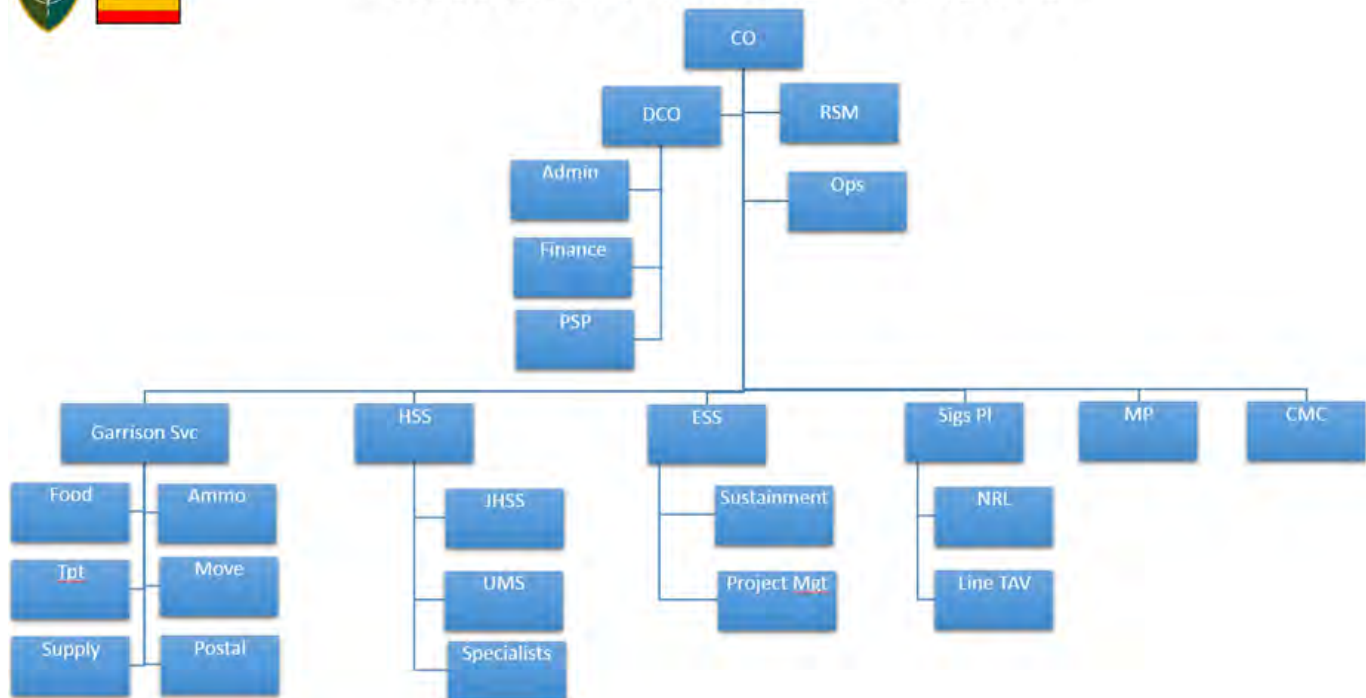 CO
DCO
RSM
Admin
Ops
Finance
PSP
Garrison Svc
HSS
ESS
Sigs Pl
MP
CMC
Food
Ammo
JHSS
Sustainment
NRL
Tpt
Move
UMS
Project Mgt
Line TAV
Supply
Postal
Specialists